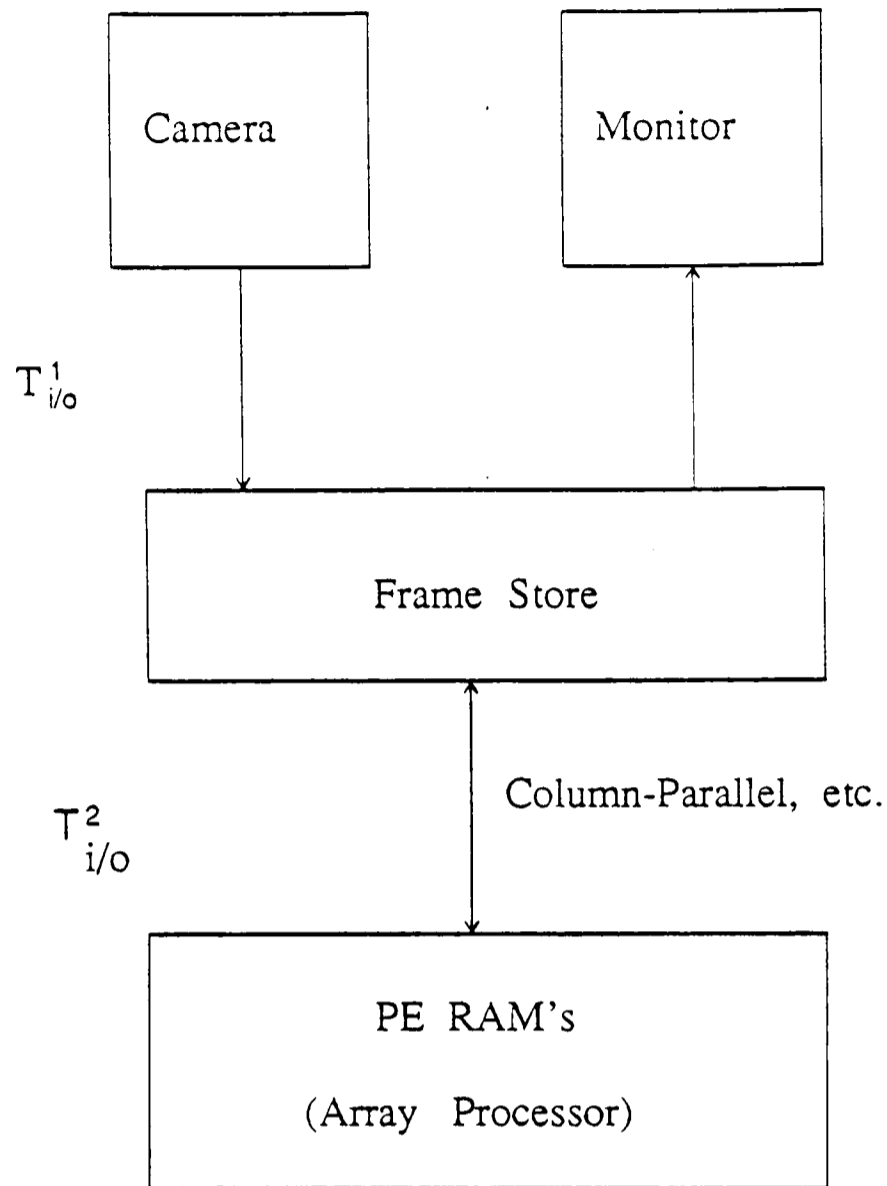 Camera
Monitor
T¹i/o
Frame Store
Column-Parallel, etc.
T²i/o
PE RAM's
(Array Processor)